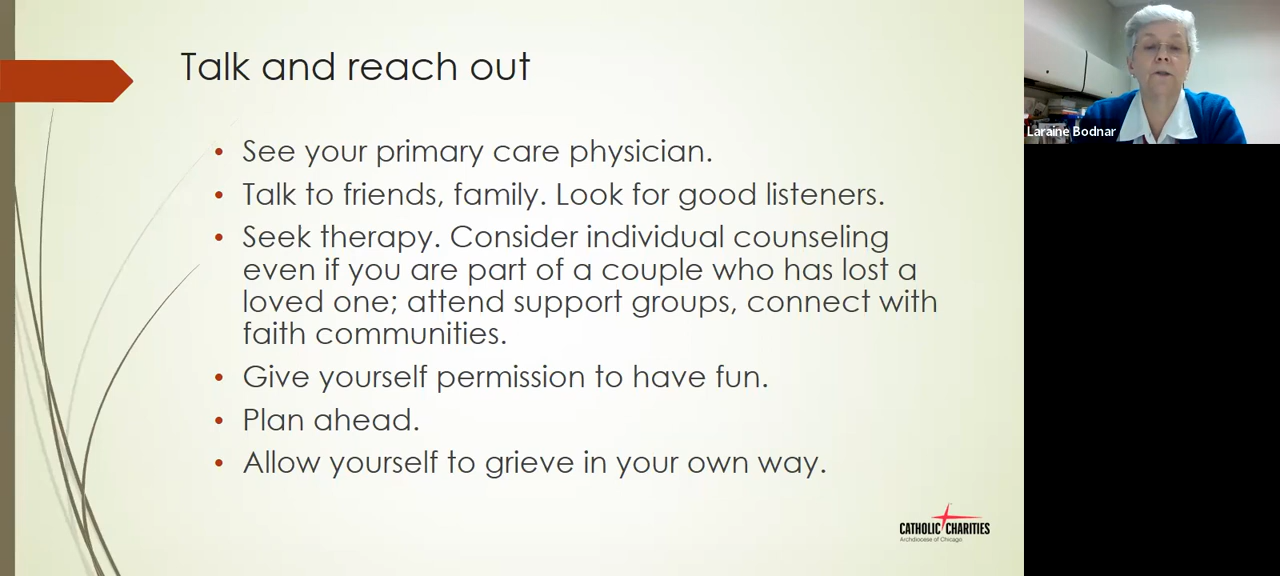 Talk and reach out
• See your primary care physician.
• Talk to friends, family. Look for good listeners.
• Seek therapy. Consider individual counseling
even if you are part of a couple who has lost a
loved one; attend support groups, connect with
faith communities.
• Give yourself permission to have fun.
• Plan ahead.
• Allow yourself to grieve in your own way.
CATHOLIC CHARITIES
Archdiocese of Chicago
Laraine Bodnar